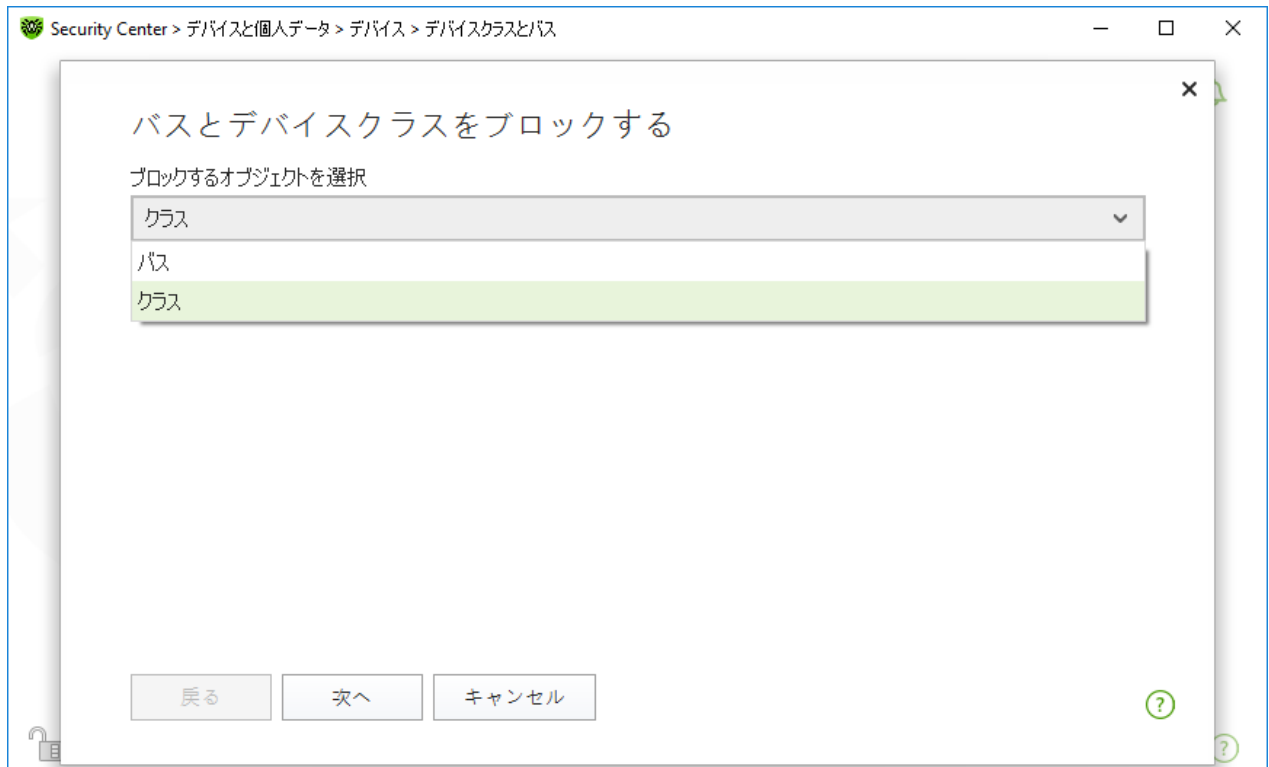 Security Center > デバイスと個人データ > デバイス > デバイスクラスとバス
バスとデバイスクラスをブロックする
ブロックするオブジェクトを選択
クラス
バス
クラス
戻る 次へ キャンセル ?
?